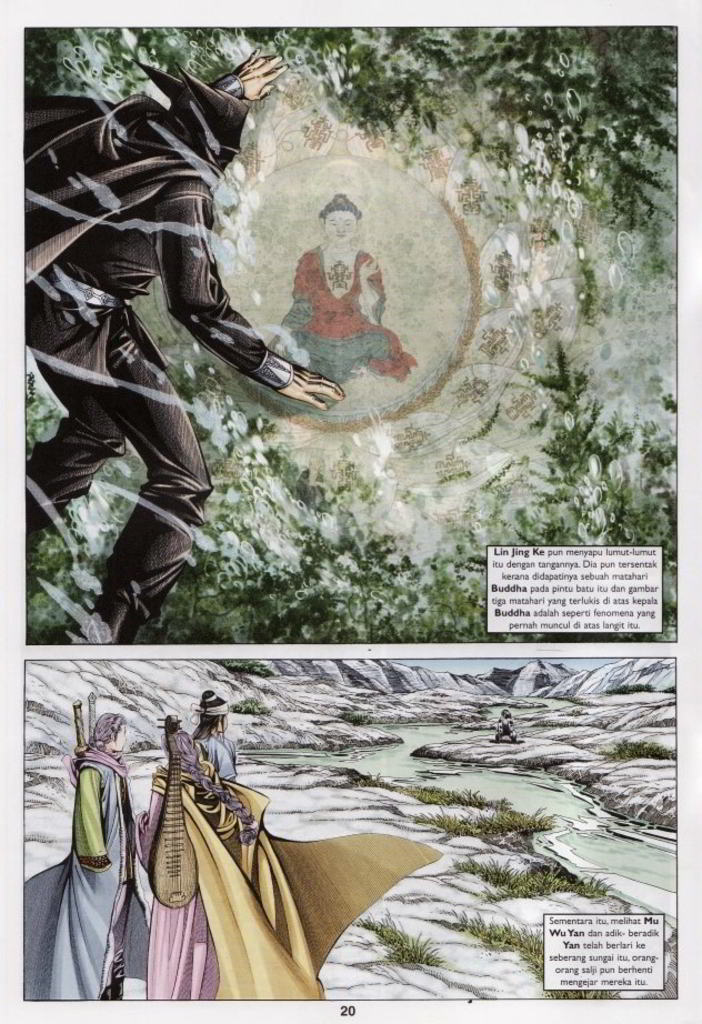 Lin Jing Ke pun menyapu lumut-lumut
itu dengan tangannya. Dia pun tersentak
kerana didapatinya sebuah matahari
Buddha pada pintu batu itu dan gambar
tiga matahari yang terlukis di atas kepala
Buddha adalah seperti fenomena yang
pernah muncul di atas langit itu.
Sementara itu, melihat Mu
Wu Yan dan adik- beradik
Yan telah berlari ke
seberang sungai itu, orang-
orang salji pun berhenti
mengejar mereka itu.
20